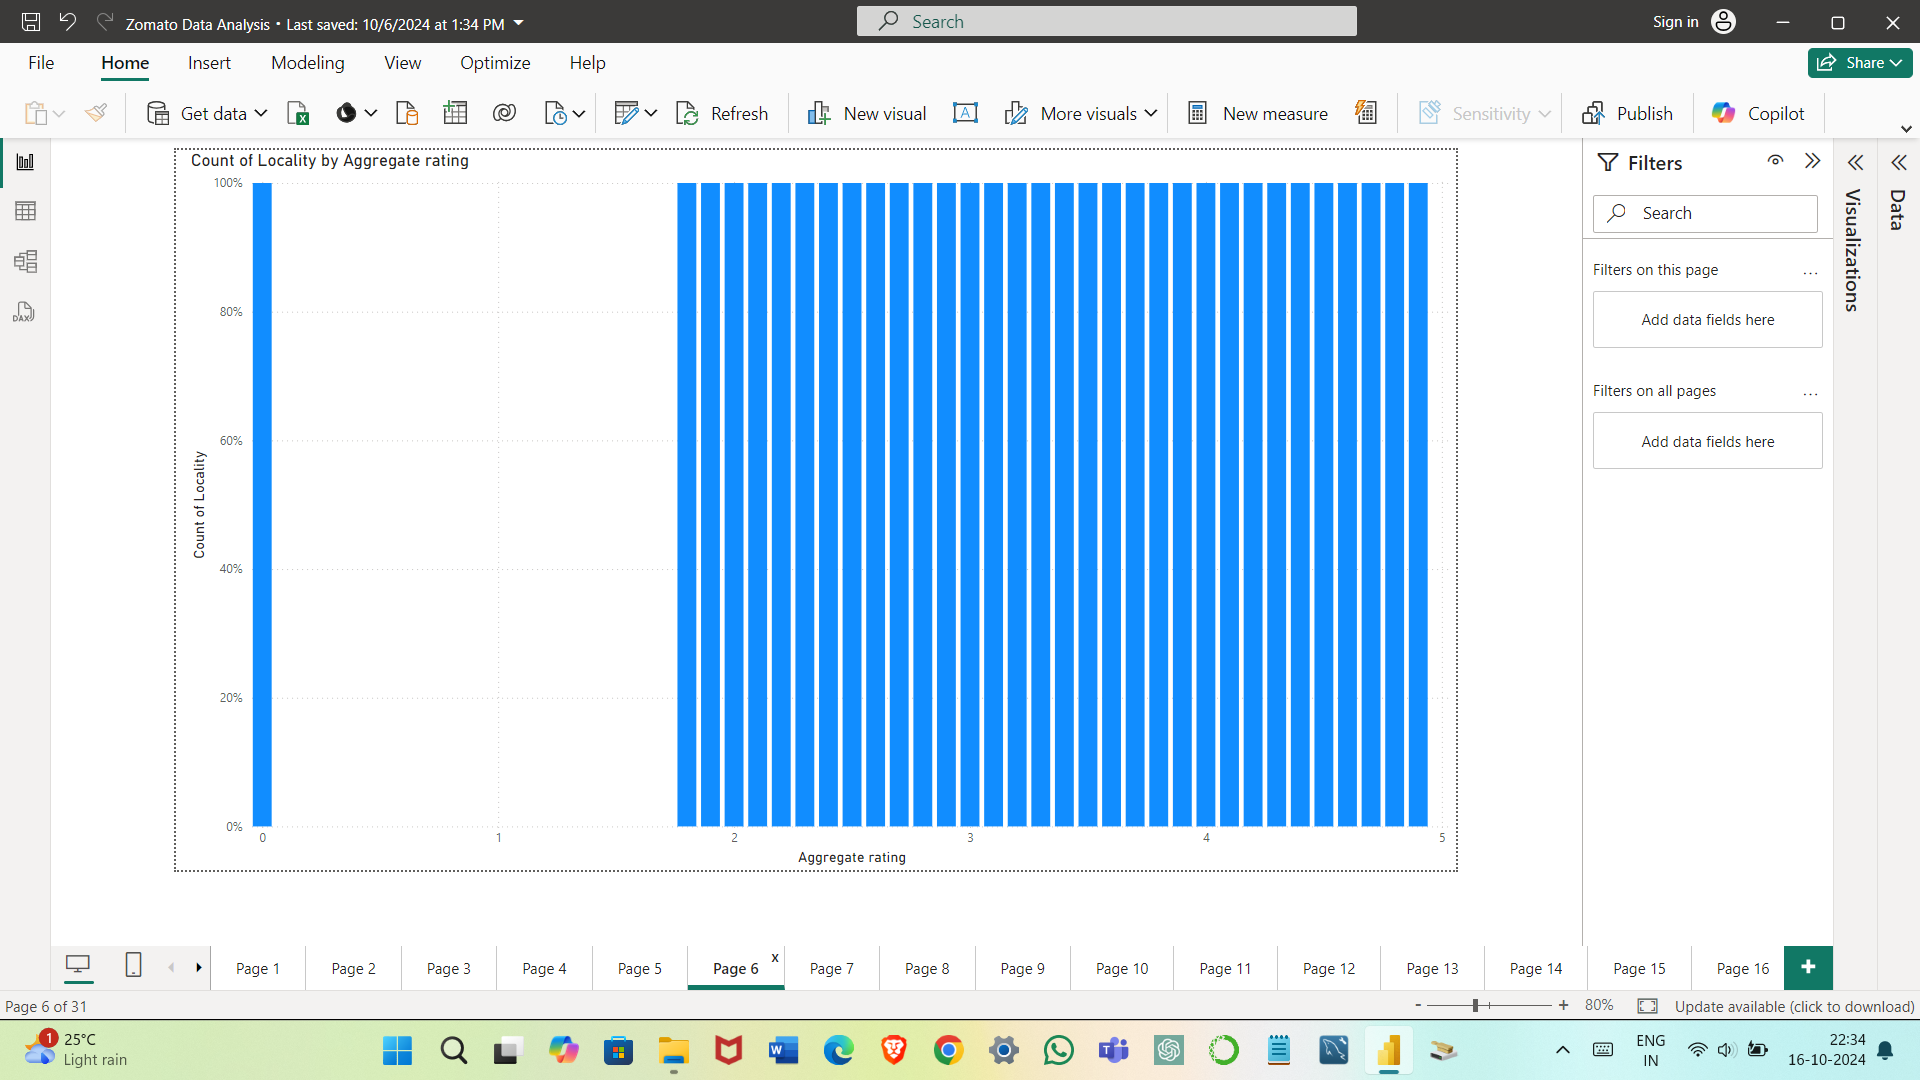 Zomato Data Analysis • Last saved: 10/6/2024 at 1:34 PM
Search
Sign in
File
Home
Insert
Modeling
View
Optimize
Help
Share
Get data
Refresh
New visual
More visuals
New measure
Sensitivity
Publish
Copilot
Count of Locality by Aggregate rating
100%
80%
60%
40%
20%
0%
Count of Locality
0 1 2 3 4 5
Aggregate rating
Filters
Search
Filters on this page
...
Add data fields here
Filters on all pages
...
Add data fields here
Visualizations
Data
DAX
Page 1
Page 2
Page 3
Page 4
Page 5
Page 6
x
Page 7
Page 8
Page 9
Page 10
Page 11
Page 12
Page 13
Page 14
Page 15
Page 16
+
Page 6 of 31
- + 80%
Update available (click to download)
1
25°C
Light rain
ENG
IN
22:34
16-10-2024